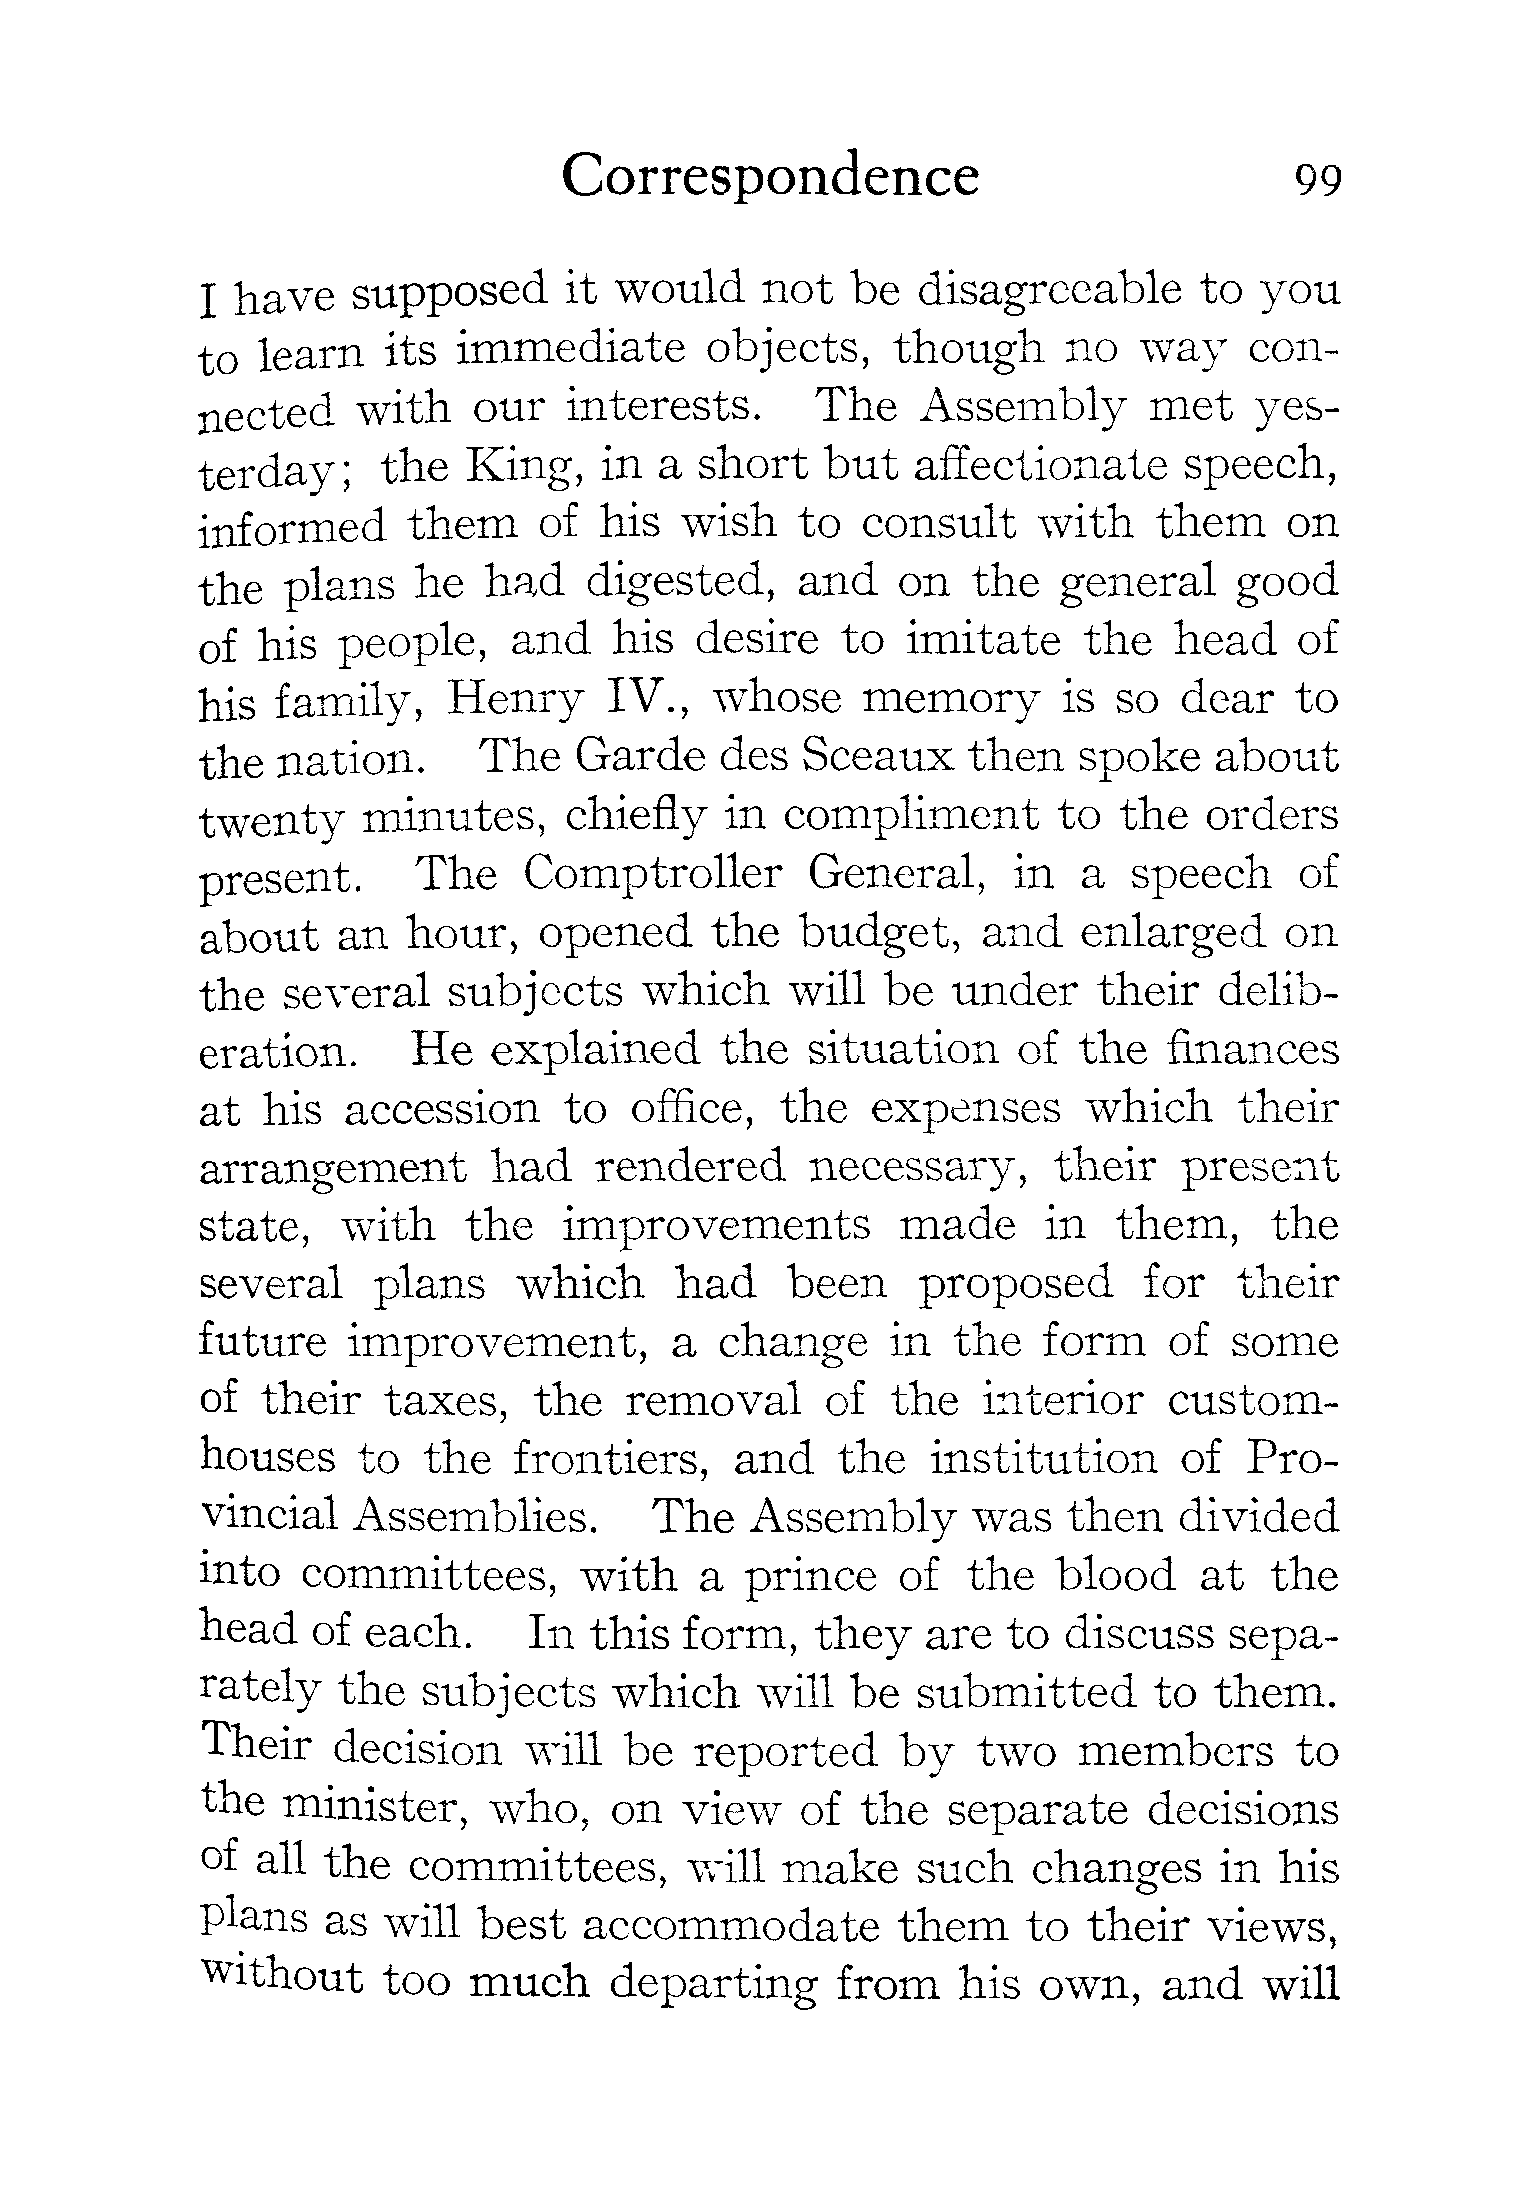 Correspondence 99
I have supposed it would not be disagreeable to you
to learn its immediate objects, though no way con-
nected with our interests. The Assembly met yes-
terday; the King, in a short but affectionate speech,
informed them of his wish to consult with them on
the plans he had digested, and on the general good
of his people, and his desire to imitate the head of
his family, Henry IV., whose memory is so dear to
the nation. The Garde des Sceaux then spoke about
twenty minutes, chiefly in compliment to the orders
present. The Comptroller General, in a speech of
about an hour, opened the budget, and enlarged on
the several subjects which will be under their delib-
eration. He explained the situation of the finances
at his accession to office, the expenses which their
arrangement had rendered necessary, their present
state, with the improvements made in them, the
several plans which had been proposed for their
future improvement, a change in the form of some
of their taxes, the removal of the interior custom-
houses to the frontiers, and the institution of Pro-
vincial Assemblies. The Assembly was then divided
into committees, with a prince of the blood at the
head of each. In this form, they are to discuss sepa-
rately the subjects which will be submitted to them.
Their decision will be reported by two members to
the minister, who, on view of the separate decisions
of all the committees, will make such changes in his
plans as will best accommodate them to their views,
without too much departing from his own, and will